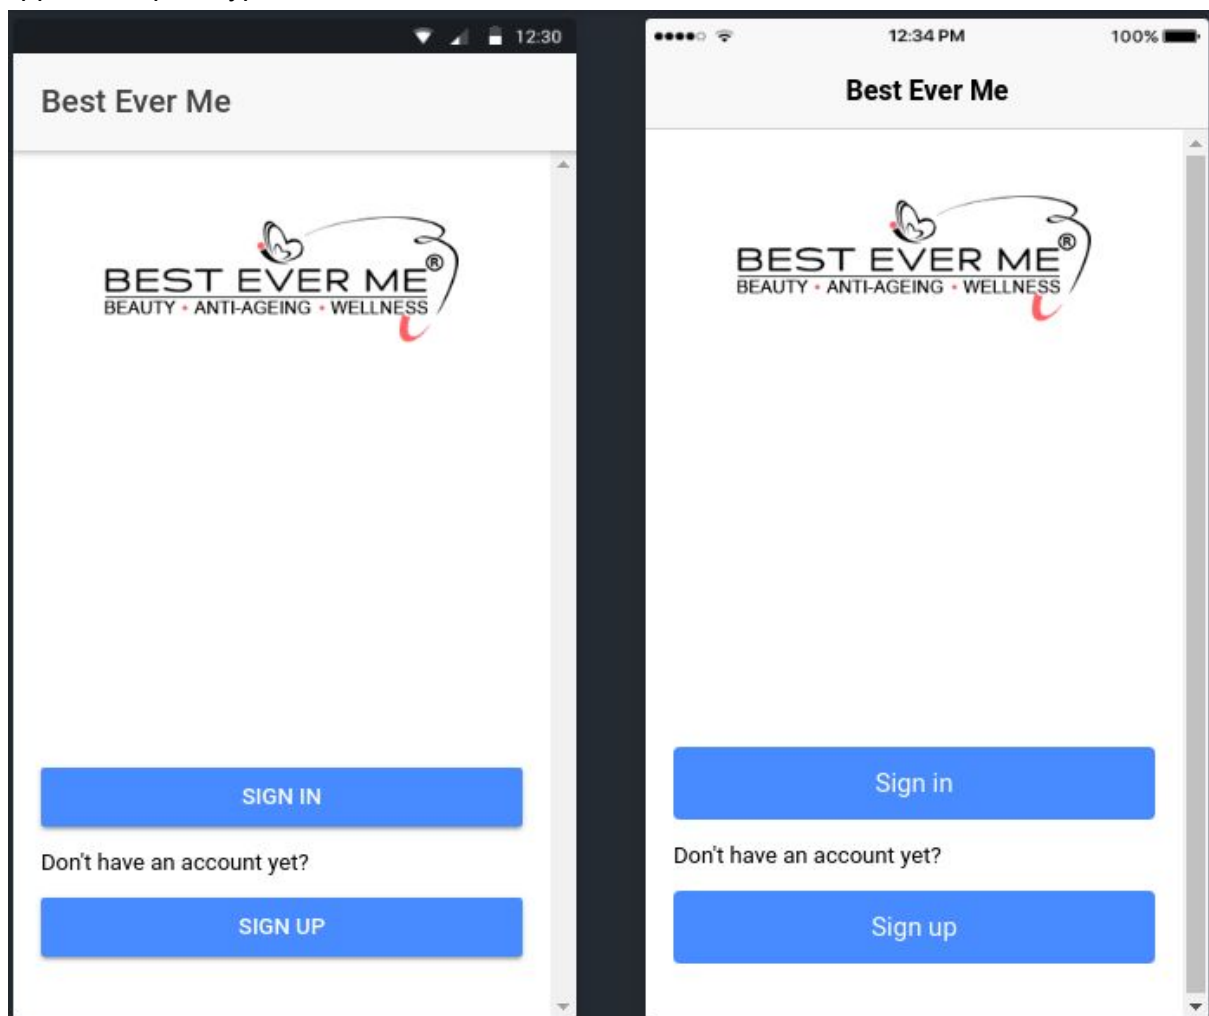 12:30
Best Ever Me
BEST EVER ME®
BEAUTY • ANTI-AGEING • WELLNESS
SIGN IN
Don't have an account yet?
SIGN UP
12:34 PM
100%
Best Ever Me
BEST EVER ME®
BEAUTY • ANTI-AGEING • WELLNESS
Sign in
Don't have an account yet?
Sign up